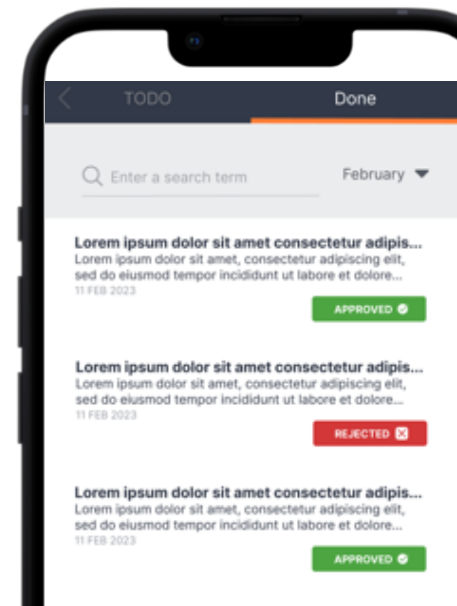 TODO
Done
Enter a search term
February
Lorem ipsum dolor sit amet consectetur adipis...
Lorem ipsum dolor sit amet, consectetur adipiscing elit,
sed do eiusmod tempor incididunt ut labore et dolore...
11 FEB 2023
APPROVED
Lorem ipsum dolor sit amet consectetur adipis...
Lorem ipsum dolor sit amet, consectetur adipiscing elit,
sed do eiusmod tempor incididunt ut labore et dolore...
11 FEB 2023
REJECTED
Lorem ipsum dolor sit amet consectetur adipis...
Lorem ipsum dolor sit amet, consectetur adipiscing elit,
sed do eiusmod tempor incididunt ut labore et dolore...
11 FEB 2023
APPROVED